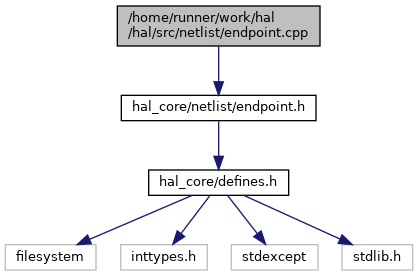 /home/runner/work/hal
/hal/src/netlist/endpoint.cpp
hal_core/netlist/endpoint.h
hal_core/defines.h
filesystem
inttypes.h
stdexcept
stdlib.h